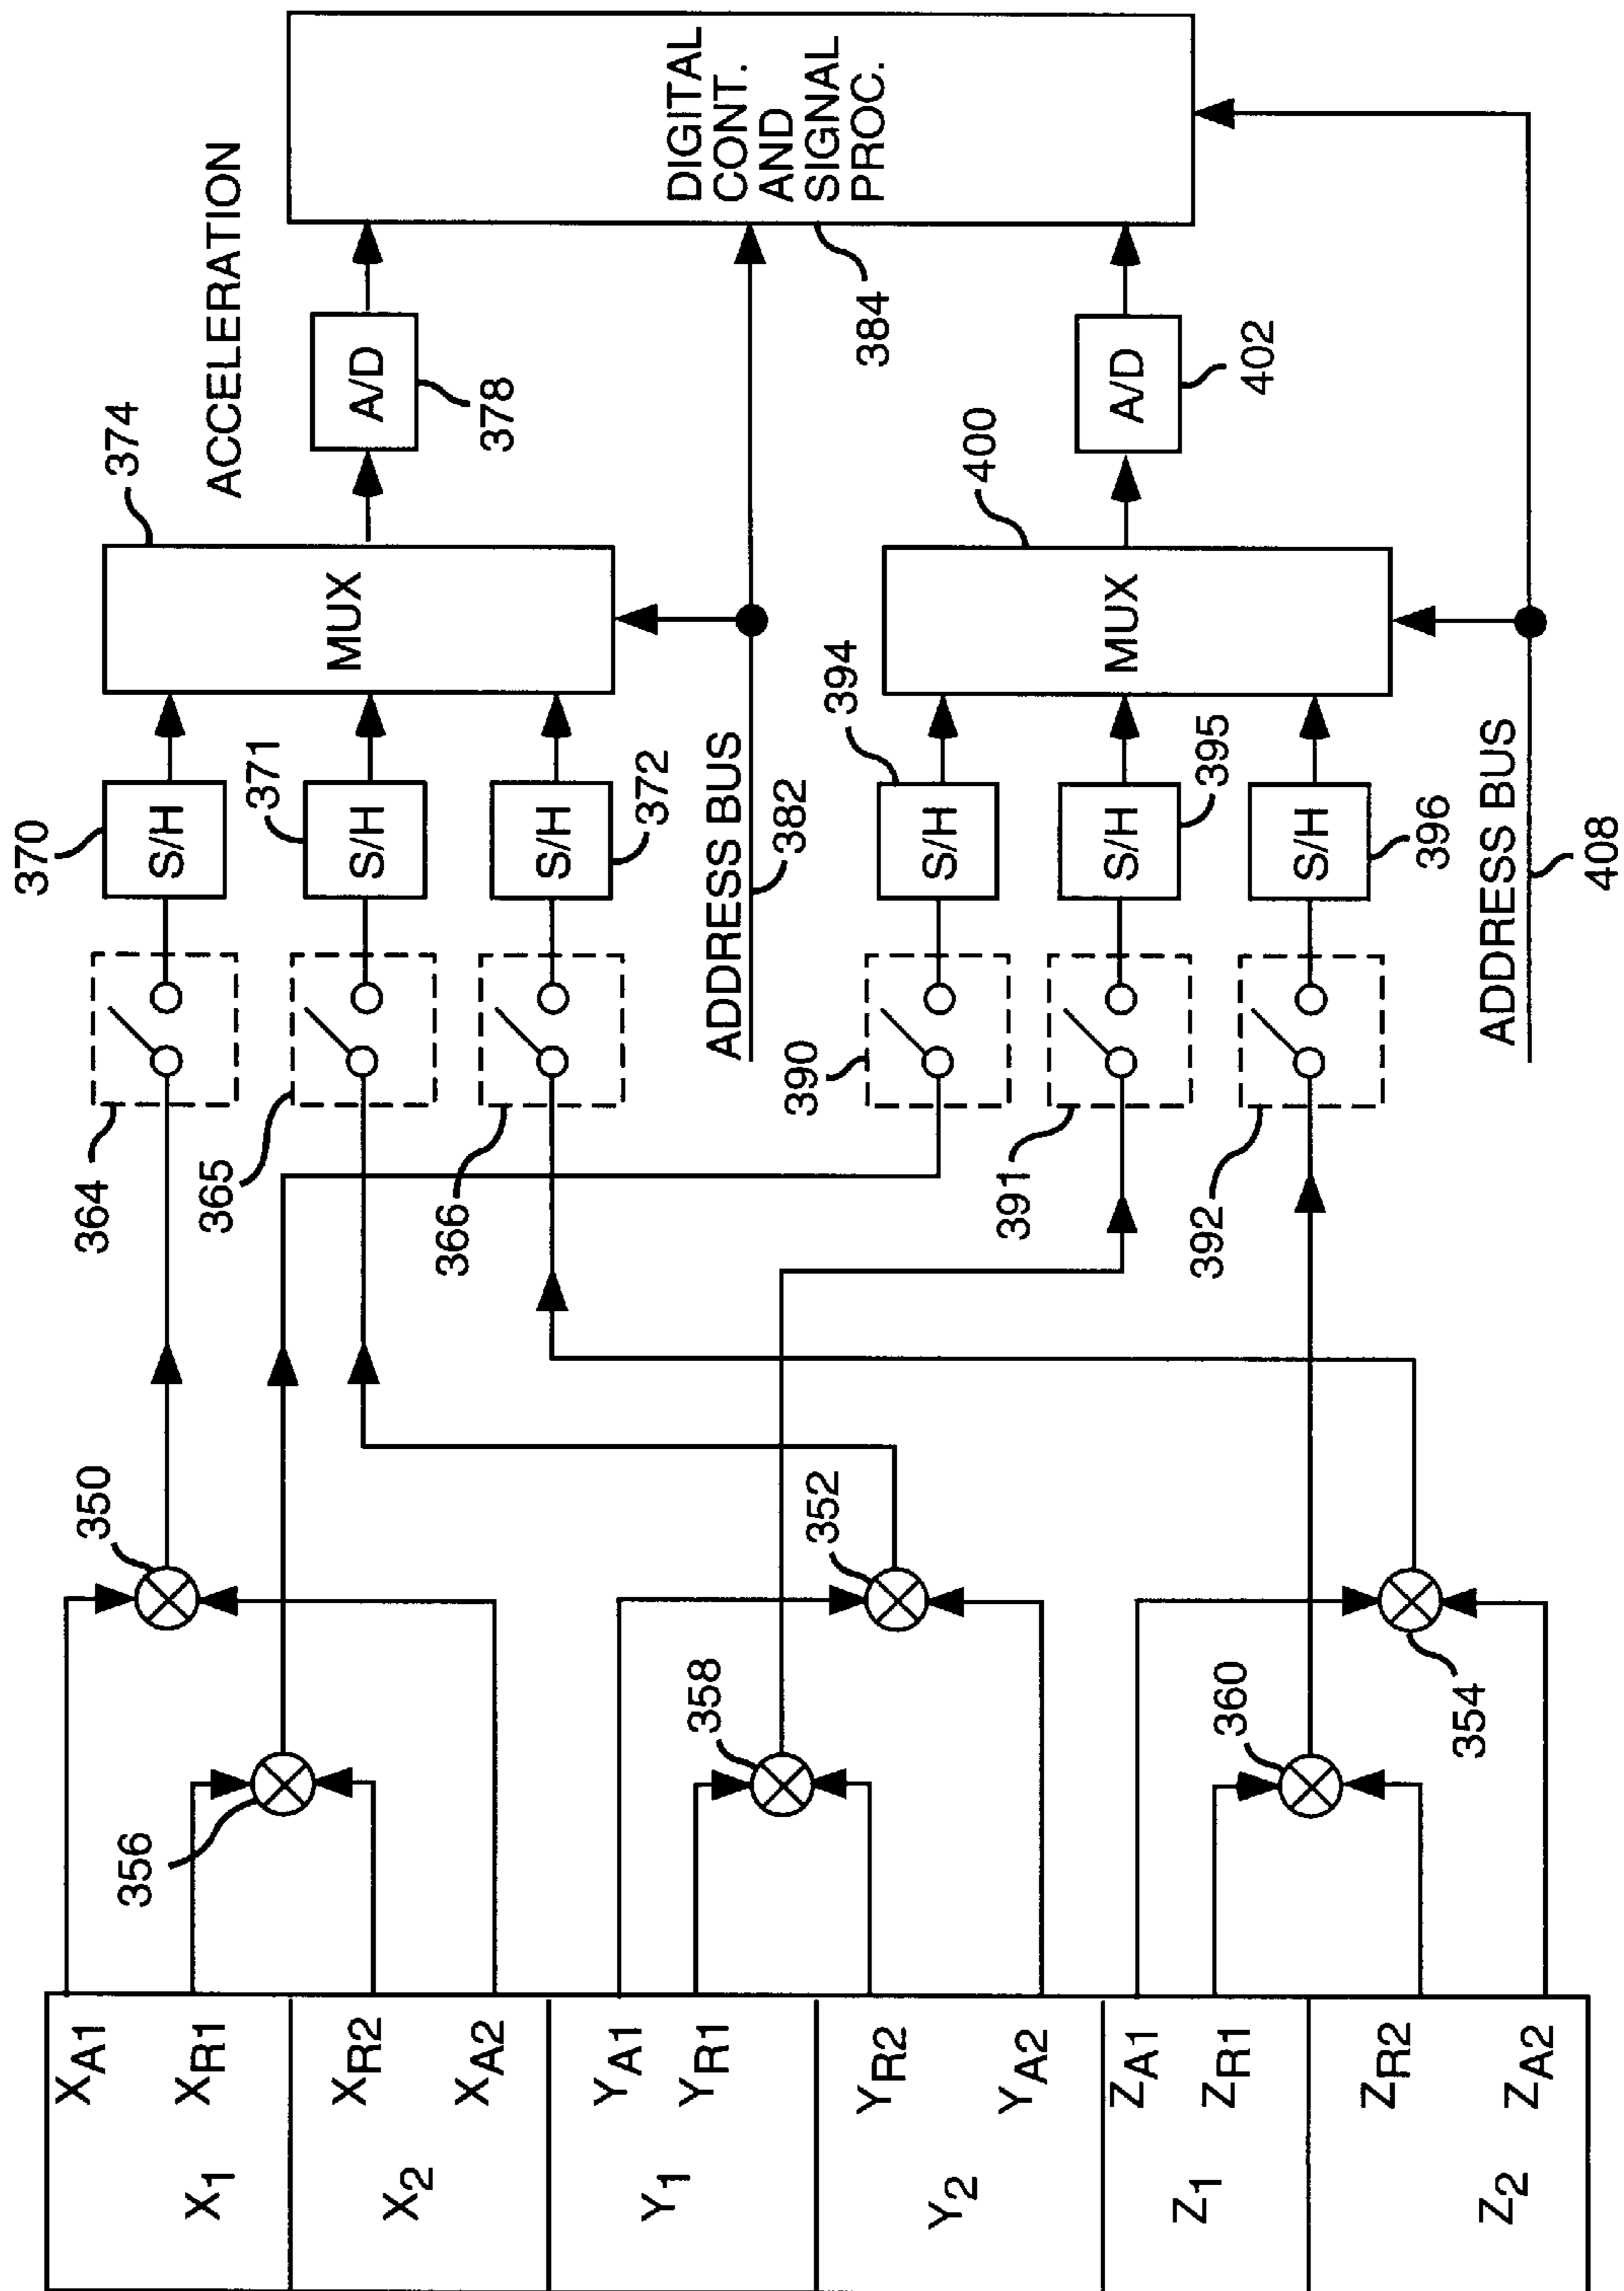 X1
XA1
XR1
X2
XR2
XA2
Y1
YA1
YR1
Y2
YR2
YA2
Z1
ZA1
ZR1
Z2
ZR2
ZA2
350
356
352
358
354
360
364
365
366
390
391
392
370
S/H
371
S/H
372
S/H
394
S/H
395
S/H
396
S/H
ADDRESS BUS
382
ADDRESS BUS
408
374
MUX
400
MUX
ACCELERATION
A/D
378
A/D
402
DIGITAL
CONT.
AND
SIGNAL
PROC.
384